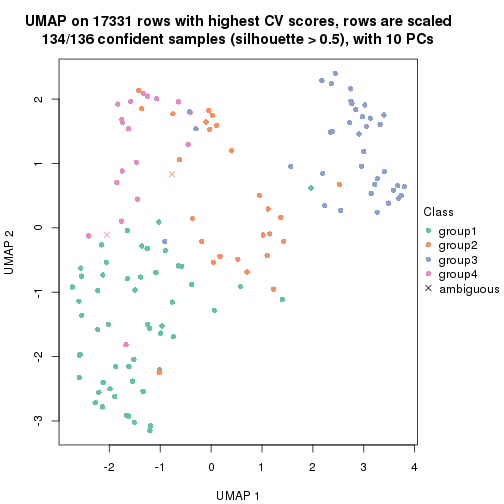 UMAP on 17331 rows with highest CV scores, rows are scaled
134/136 confident samples (silhouette > 0.5), with 10 PCs
2
1
0
-1
-2
-3
UMAP 2
-2 -1 0 1 2 3 4
UMAP 1
Class
group1
group2
group3
group4
ambiguous